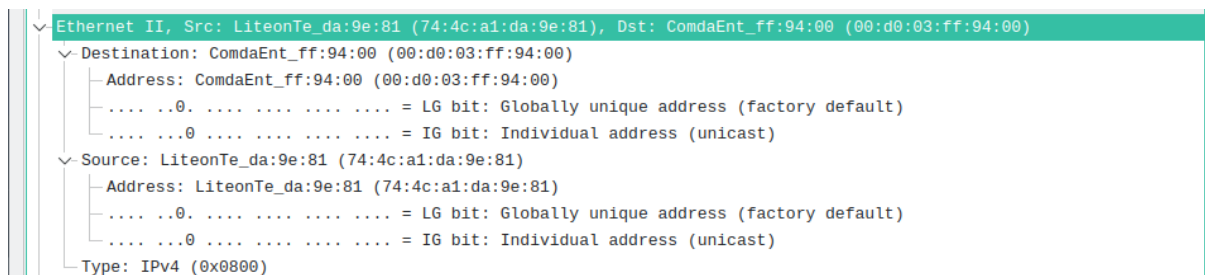 Ethernet II, Src: LiteonTe_da:9e:81 (74:4c:a1:da:9e:81), Dst: ComdaEnt_ff:94:00 (00:d0:03:ff:94:00)
Destination: ComdaEnt_ff:94:00 (00:d0:03:ff:94:00)
Address: ComdaEnt_ff:94:00 (00:d0:03:ff:94:00)
.... ..0. .... .... .... .... = LG bit: Globally unique address (factory default)
.... ...0 .... .... .... .... = IG bit: Individual address (unicast)
Source: LiteonTe_da:9e:81 (74:4c:a1:da:9e:81)
Address: LiteonTe_da:9e:81 (74:4c:a1:da:9e:81)
.... ..0. .... .... .... .... = LG bit: Globally unique address (factory default)
.... ...0 .... .... .... .... = IG bit: Individual address (unicast)
Type: IPv4 (0x0800)